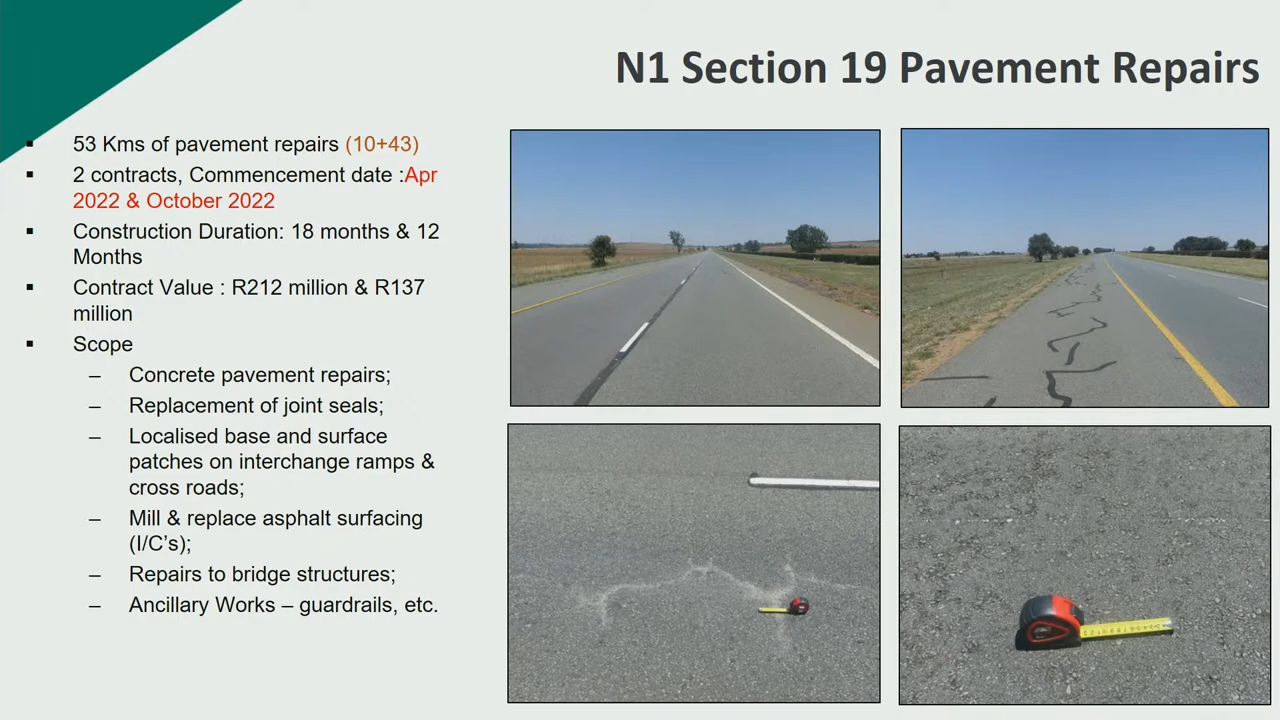 N1 Section 19 Pavement Repairs
▪ 53 Kms of pavement repairs (10+43)
▪ 2 contracts, Commencement date :Apr
2022 & October 2022
▪ Construction Duration: 18 months & 12
Months
▪ Contract Value : R212 million & R137
million
▪ Scope
– Concrete pavement repairs;
– Replacement of joint seals;
– Localised base and surface
patches on interchange ramps &
cross roads;
– Mill & replace asphalt surfacing
(I/C's);
– Repairs to bridge structures;
– Ancillary Works – guardrails, etc.